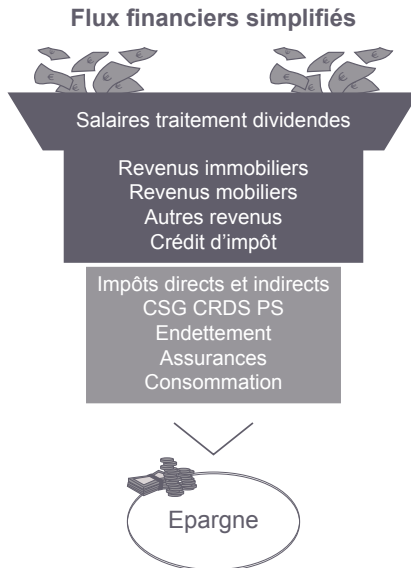 Flux financiers simplifiés
Salaires traitement dividendes
Revenus immobiliers
Revenus mobiliers
Autres revenus
Crédit d'impôt
Impôts directs et indirects
CSG CRDS PS
Endettement
Assurances
Consommation
Epargne